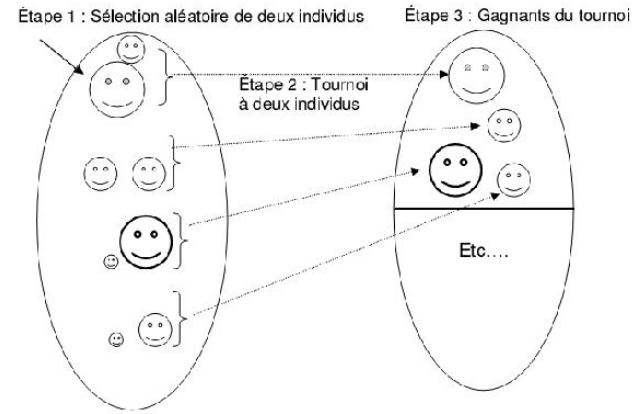 Étape 1 : Sélection aléatoire de deux individus
Étape 3 : Gagnants du tournoi
Étape 2 : Tournoi
à deux individus
Etc....